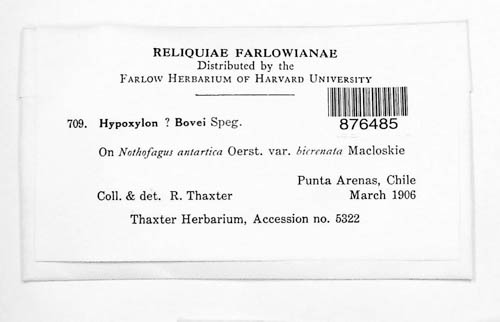 RELIQUIAE FARLOWIANAE
Distributed by the
FARLOW HERBARIUM OF HARVARD UNIVERSITY
876485
709. Hypoxylon ? Bovei Speg.
On Nothofagus antartica Oerst. var. bicrenata Macloskie
Punta Arenas, Chile
Coll. & det. R. Thaxter March 1906
Thaxter Herbarium, Accession no. 5322